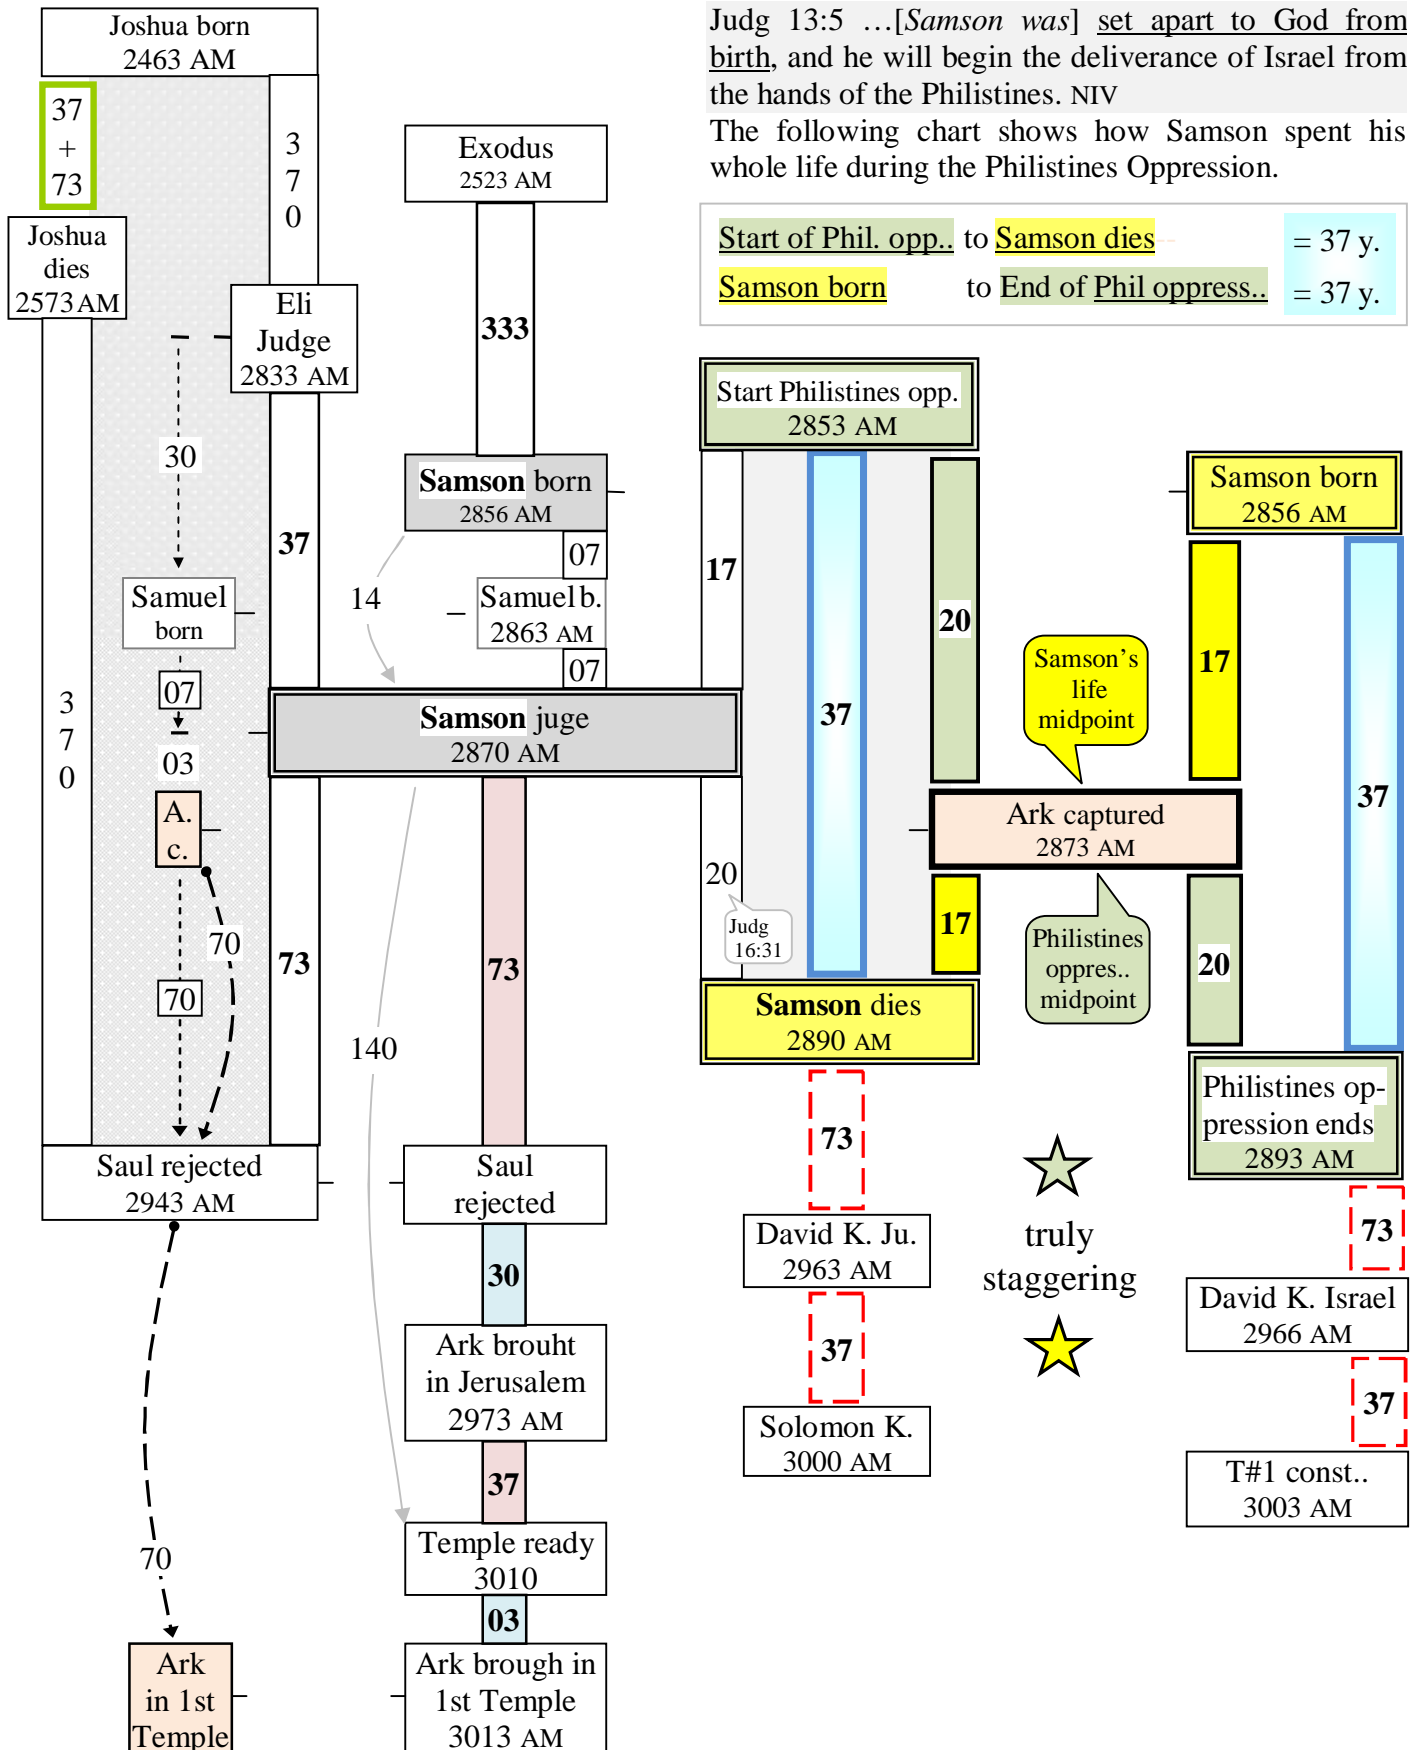 Judg 13:5 …[Samson was] set apart to God from
birth, and he will begin the deliverance of Israel from
the hands of the Philistines. NIV
The following chart shows how Samson spent his
whole life during the Philistines Oppression.
Start of Phil. opp.. to Samson dies-- = 37 y.
Samson born to End of Phil oppress.. = 37 y.
Joshua born
2463 AM
37
+
73
3
7
0
Joshua
dies
2573AM
Eli
Judge
2833 AM
30
37
Samuel
born
07
03
A.
c.
70
70
3
7
0
73
Saul rejected
2943 AM
70
Ark
in 1st
Temple
Exodus
2523 AM
333
Samson born
2856 AM
07
14
Samuel b.
2863 AM
07
Samson juge
2870 AM
73
140
Saul
rejected
30
Ark brouht
in Jerusalem
2973 AM
37
Temple ready
3010
03
Ark brough in
1st Temple
3013 AM
Start Philistines opp.
2853 AM
17
37
20
20
Judg
16:31
17
Samson dies
2890 AM
73
David K. Ju.
2963 AM
37
Solomon K.
3000 AM
Samson’s
life
midpoint
Ark captured
2873 AM
Philistines
oppres..
midpoint
truly
staggering
Samson born
2856 AM
17
37
20
Philistines op-
pression ends
2893 AM
73
David K. Israel
2966 AM
37
T#1 const..
3003 AM